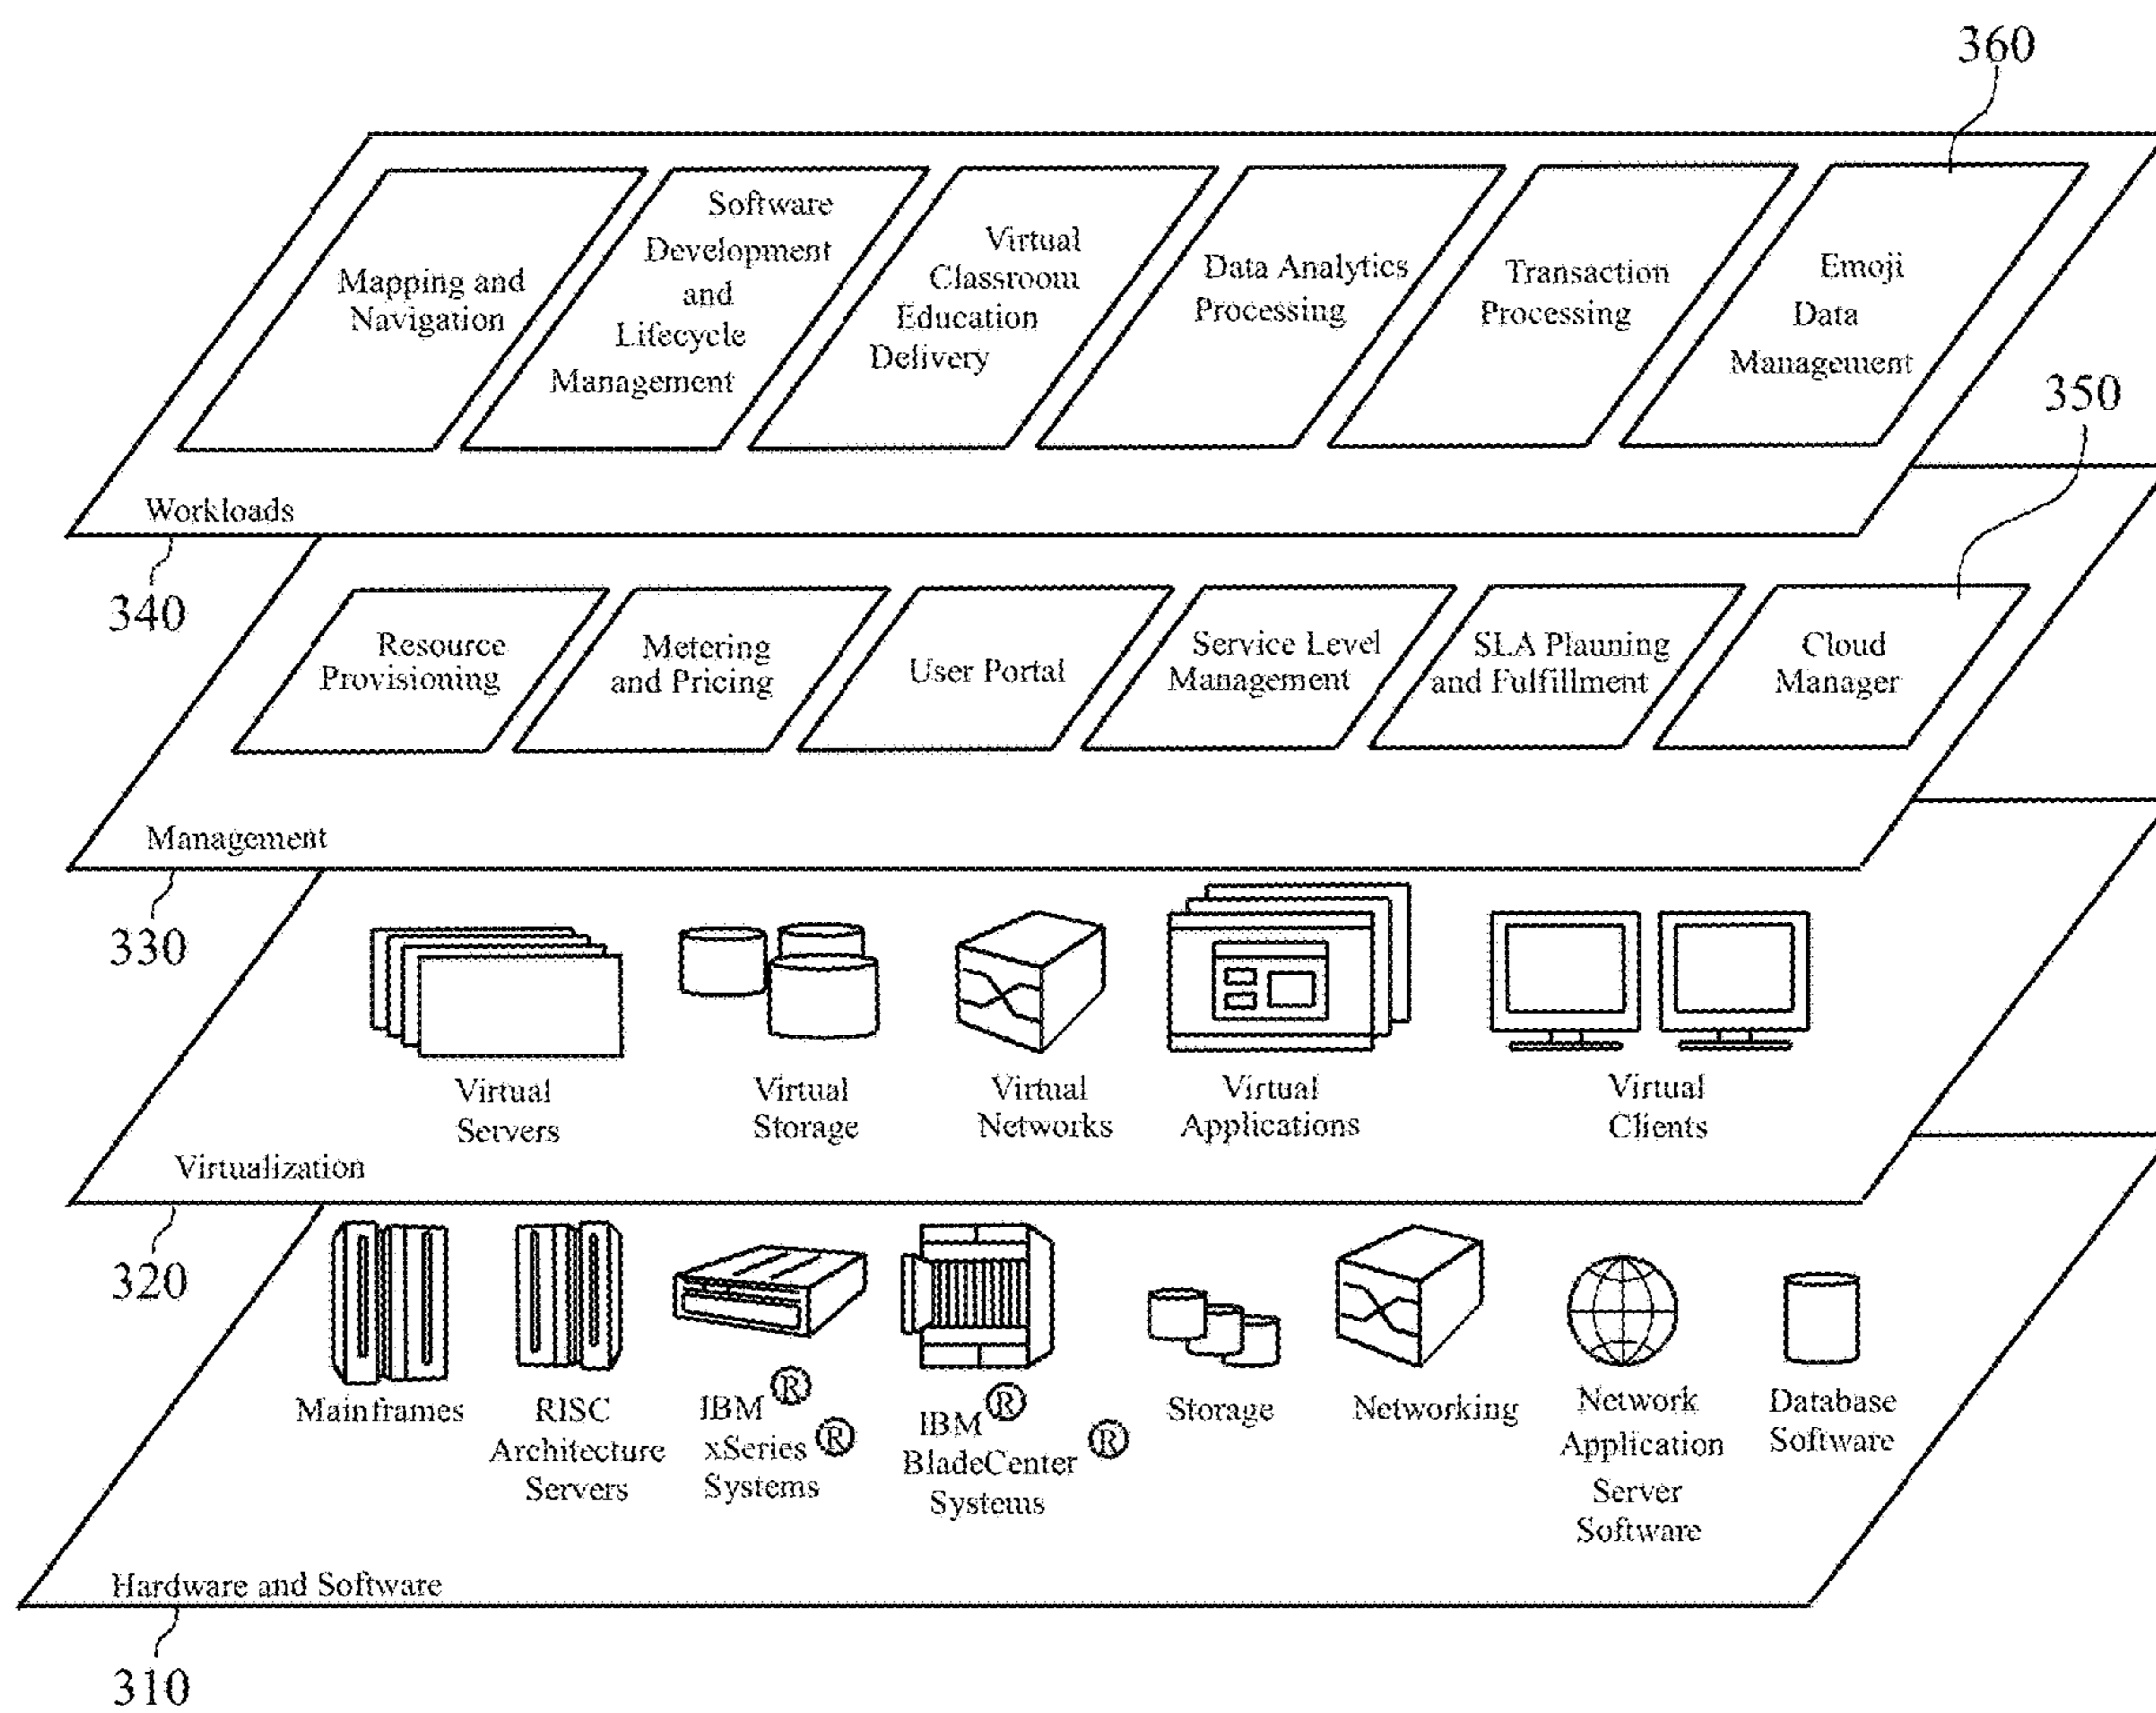 360
Mapping and
Navigation
Software
Development
and
Lifecycle
Management
Virtual
Classroom
Education
Delivery
Data Analytics
Processing
Transaction
Processing
Emoji
Data
Management
350
Workloads
340
Resource
Provisioning
Metering
and Pricing
User Portal
Service Level
Management
SLA Planning
and Fulfillment
Cloud
Manager
Management
330
Virtual
Servers
Virtual
Storage
Virtual
Networks
Virtual
Applications
Virtual
Clients
Virtualization
320
Mainframes
RISC
Architecture
Servers
IBM ®
xSeries ®
Systems
IBM ®
BladeCenter ®
Systems
Storage
Networking
Network
Application
Server
Software
Database
Software
Hardware and Software
310